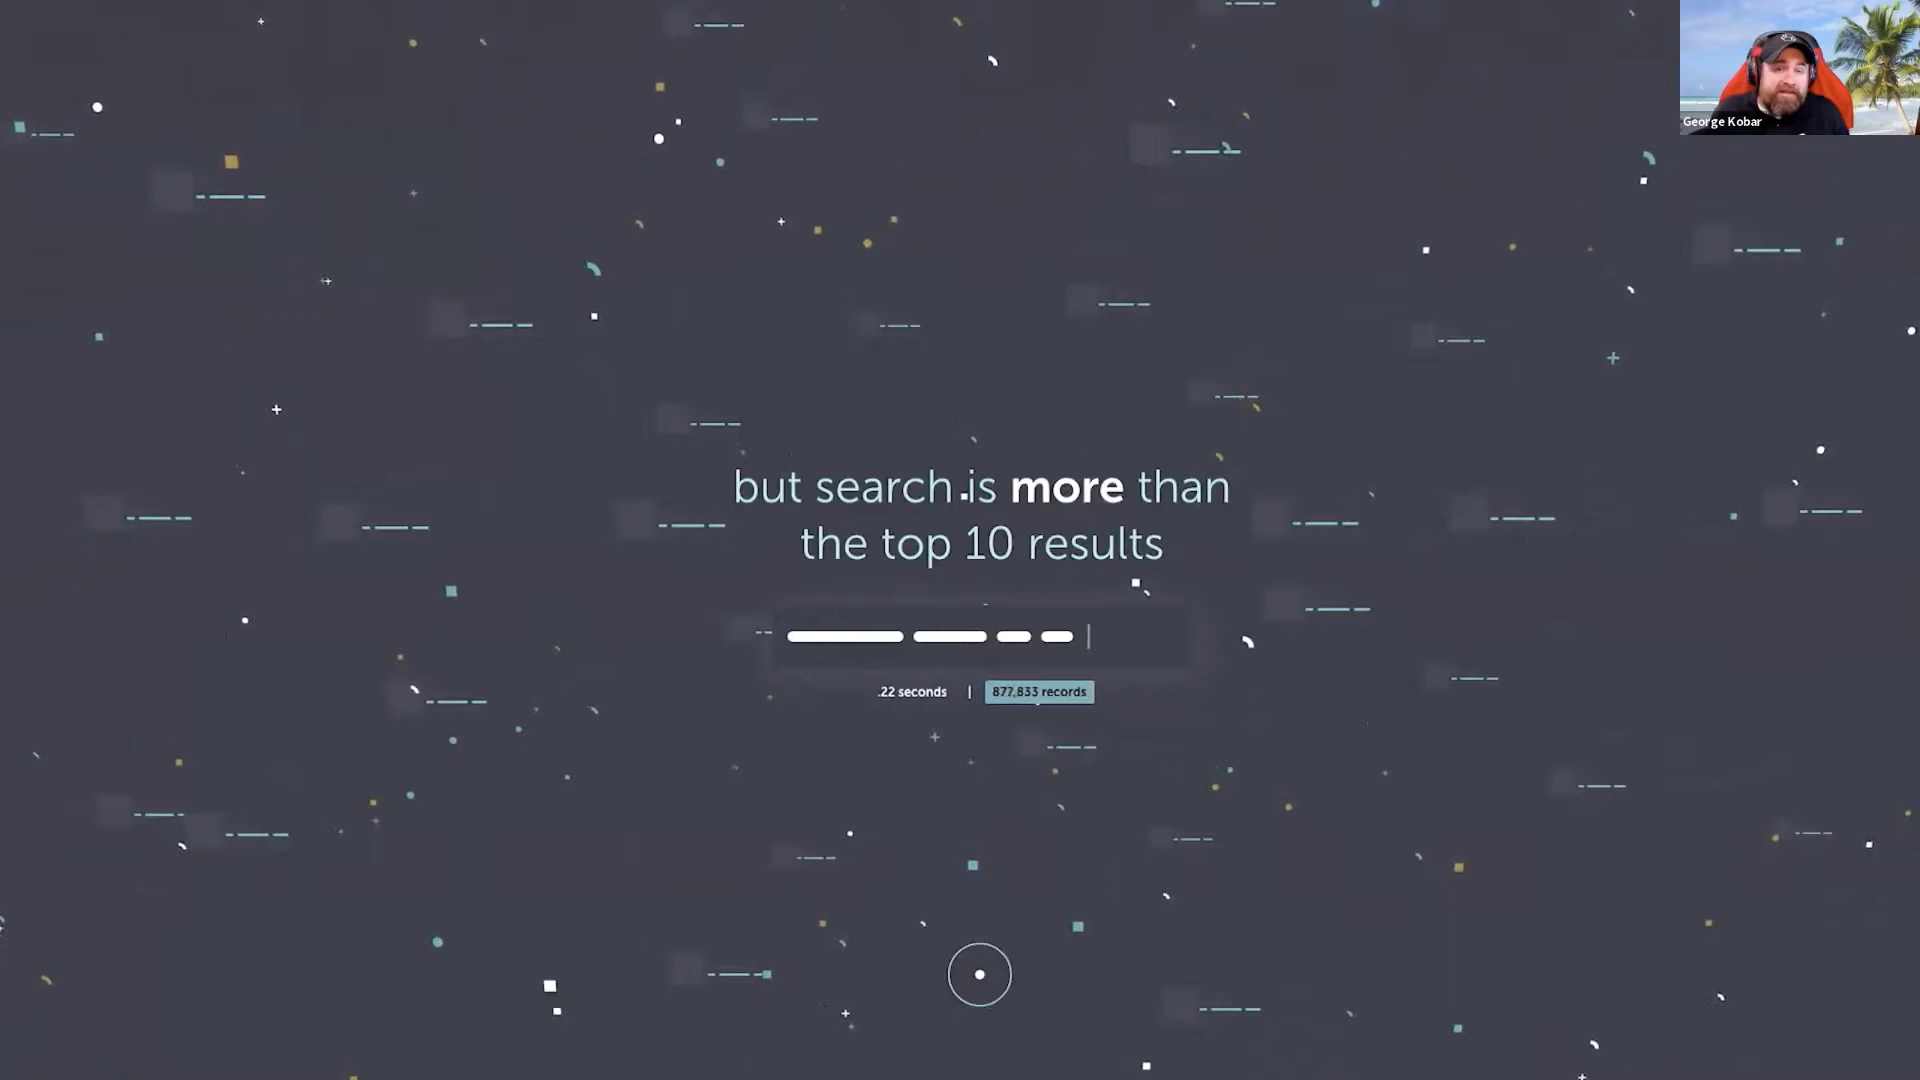 George Kobar
but search is more than
the top 10 results
.22 seconds | 877,833 records